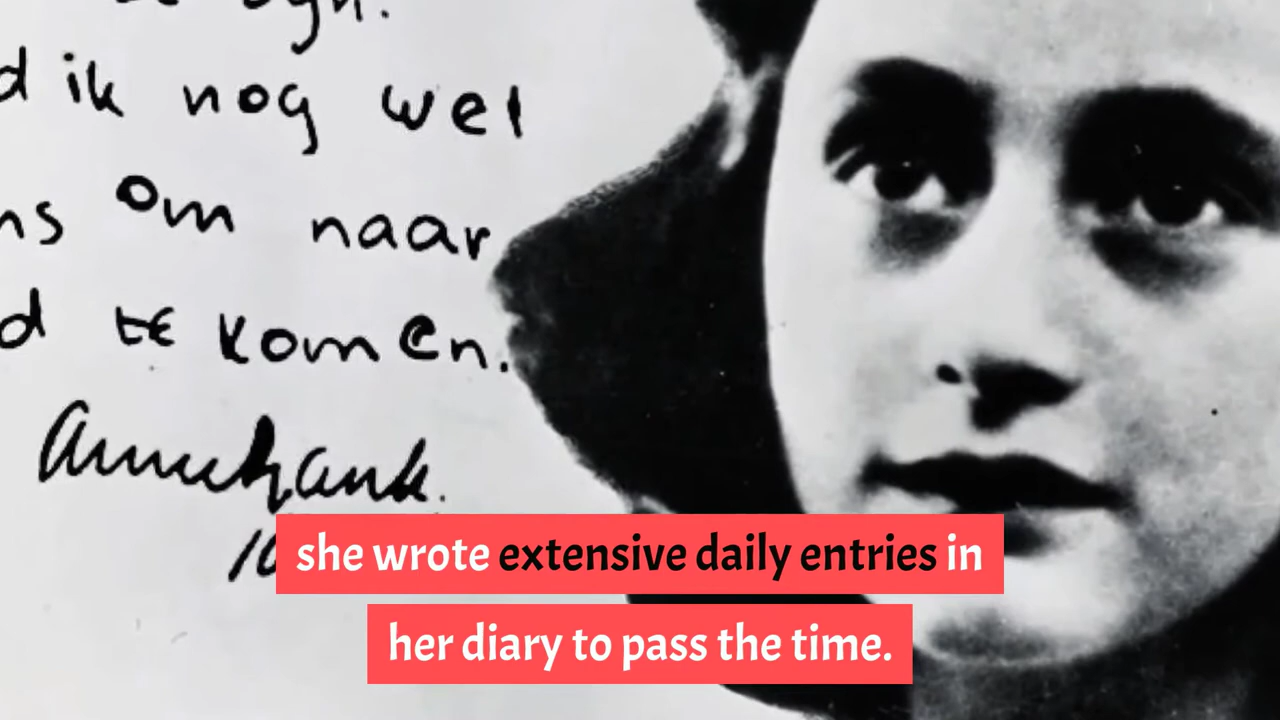 d ik nog wel
ns om naar
d te komen.
Annefrank.
10
she wrote extensive daily entries in
her diary to pass the time.